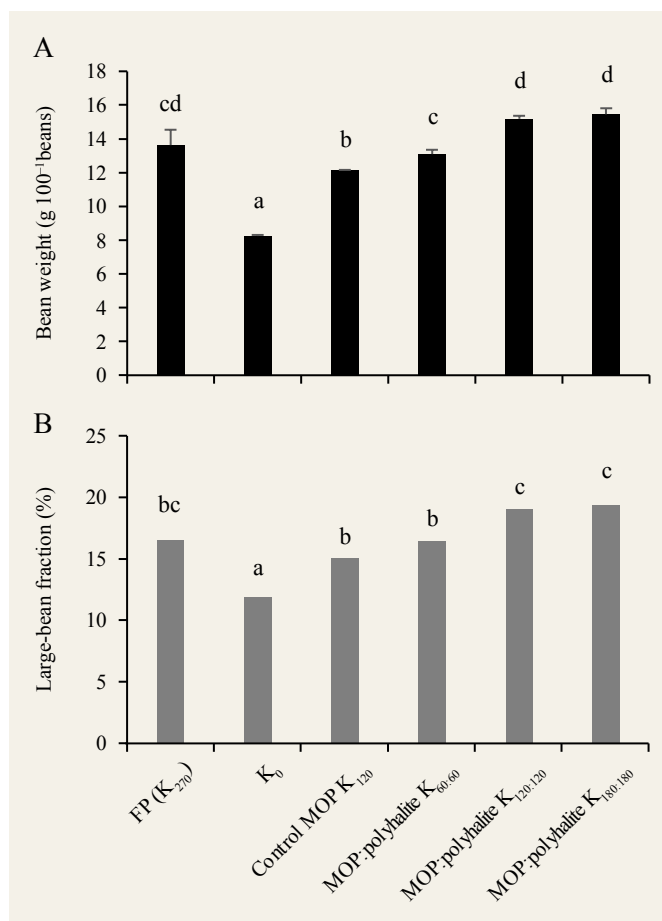 A
Bean weight (g 100⁻¹beans)
18
16
14
12
10
8
6
4
2
0
cd
a
b
c
d
d
B
Large-bean fraction (%)
25
20
15
10
5
0
bc
a
b
b
c
c
FP (K₂₇₀)
K₀
Control MOP K₁₂₀
MOP:polyhalite K₆₀:₆₀
MOP:polyhalite K₁₂₀:₁₂₀
MOP:polyhalite K₁₈₀:₁₈₀